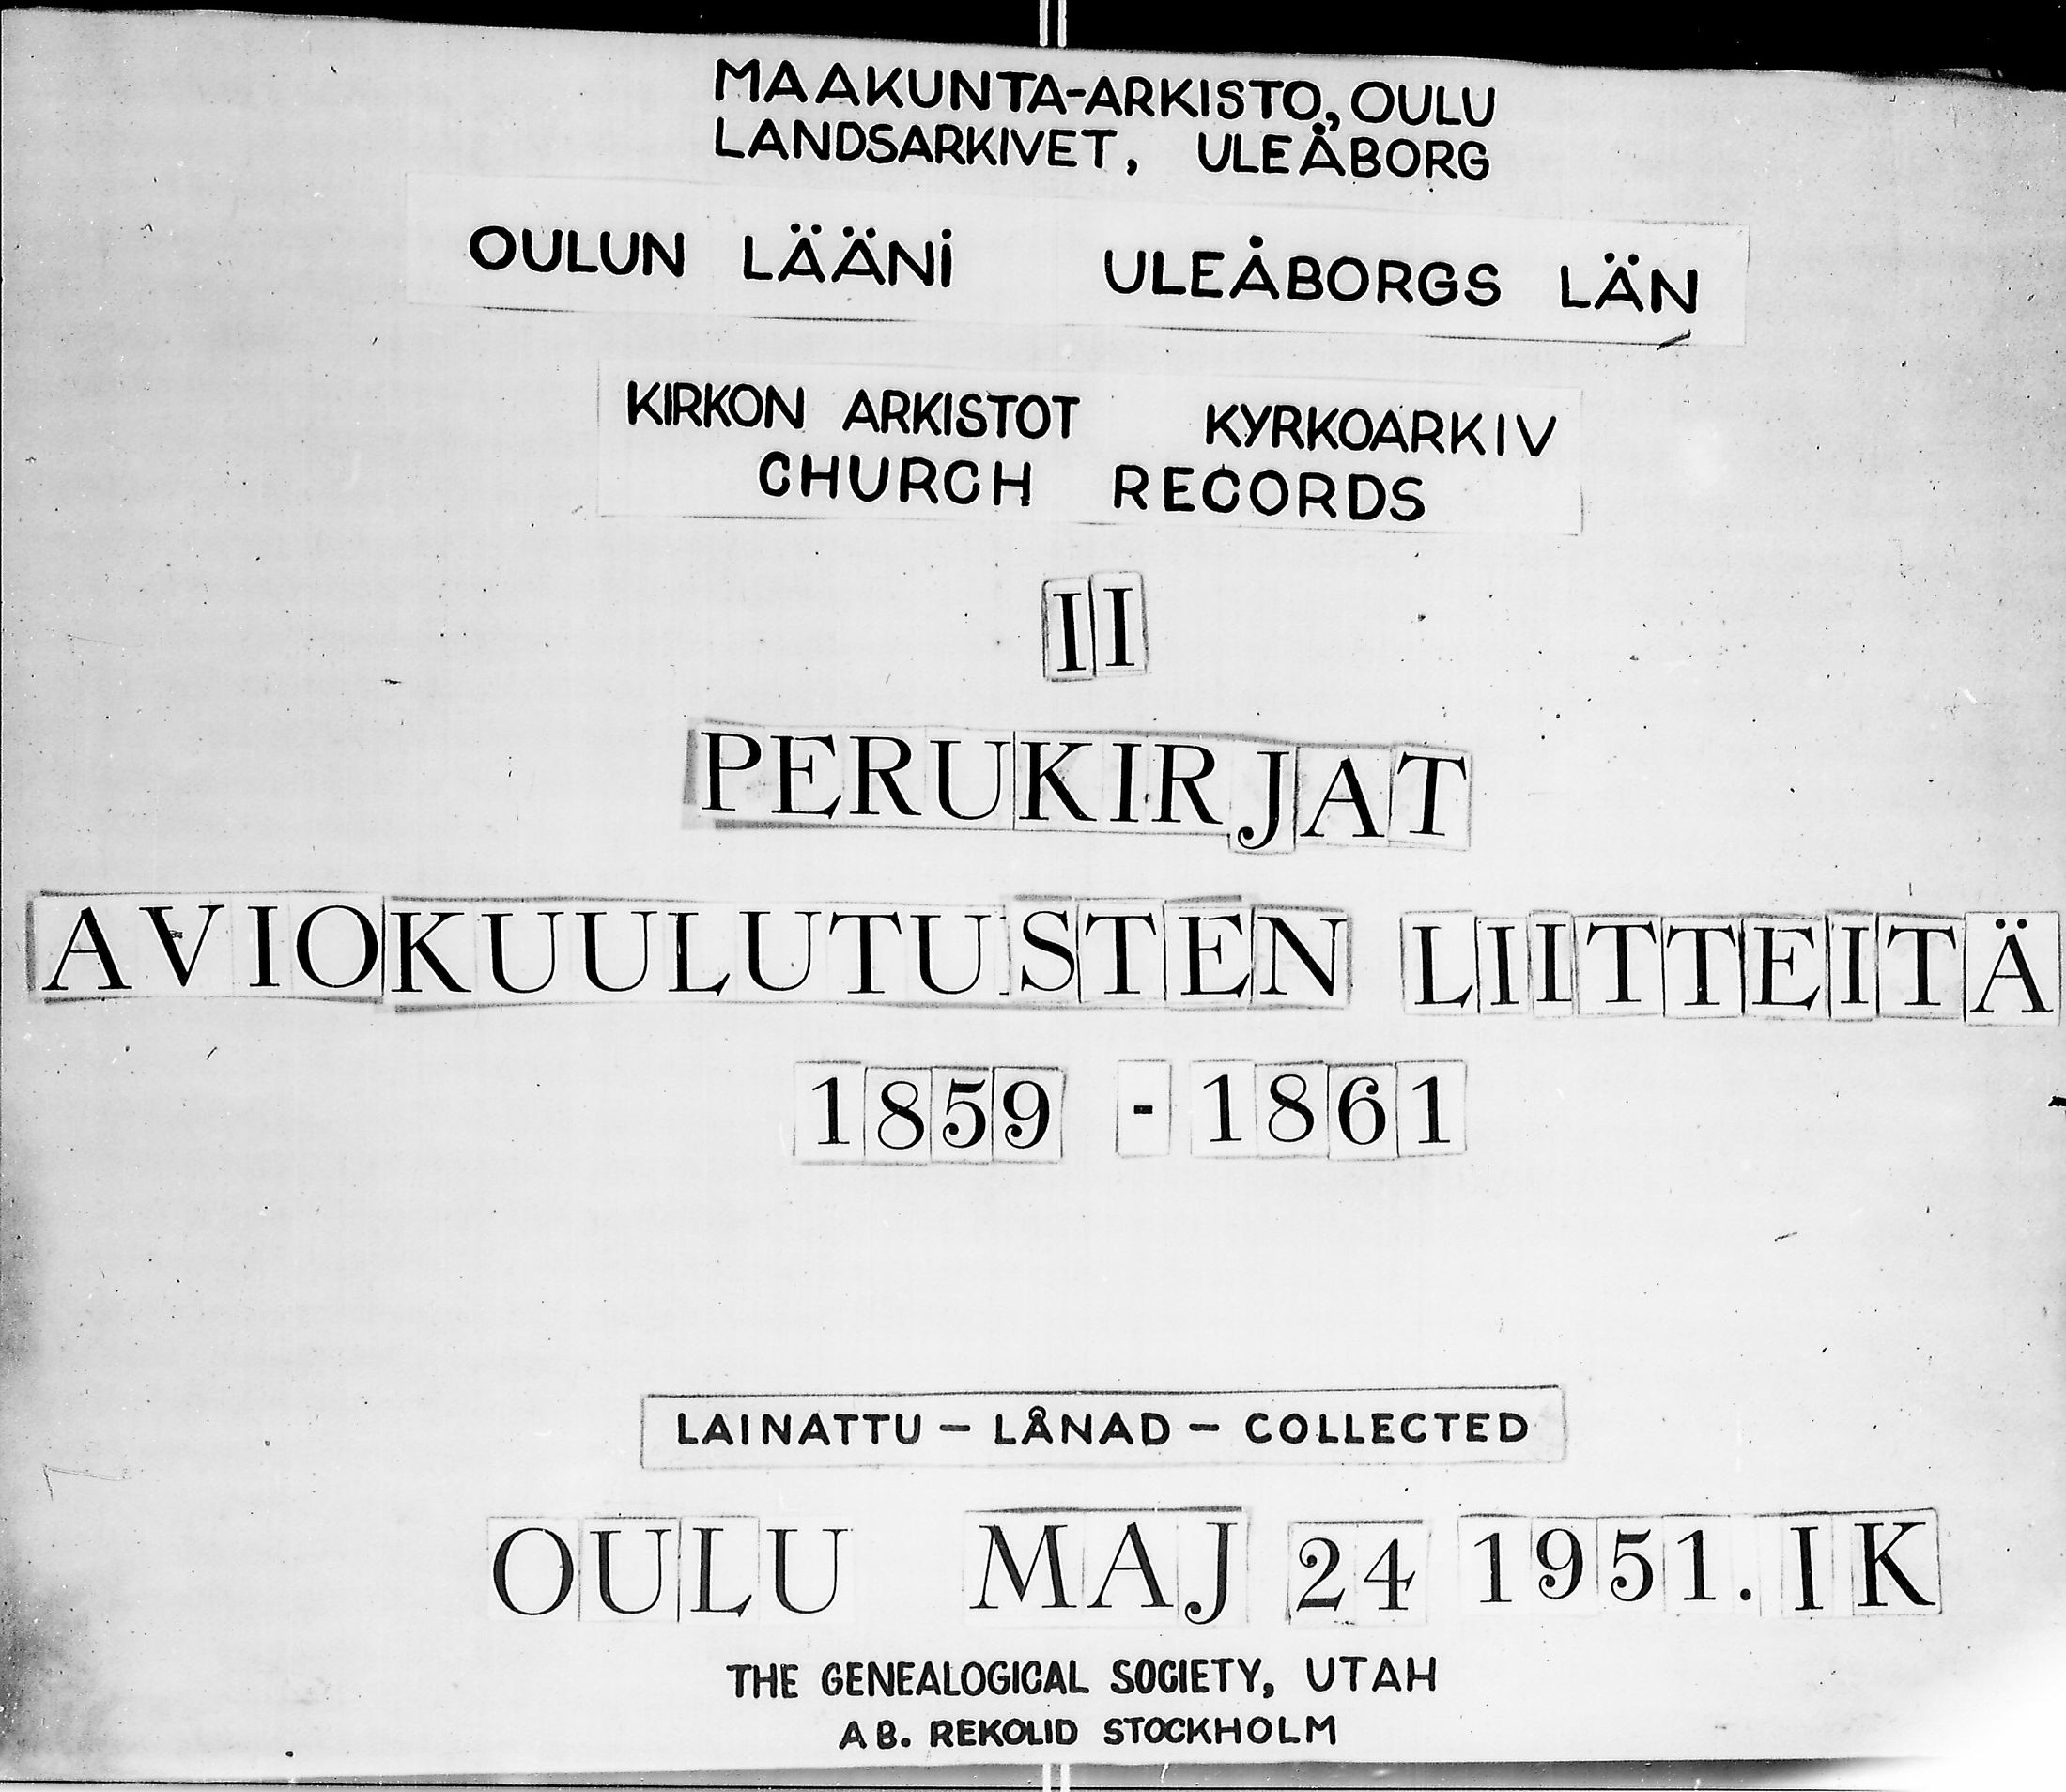 MAAKUNTA-ARKISTO, OULU
LANDSARKIVET, ULEÅBORG
OULUN LÄÄNi ULEÅBORGS LÄN
KIRKON ARKISTOT KYRKOARKIV
CHURCH RECORDS
II
PERUKIRJAT
AVIOKUULUTUSTEN LIITTEITÄ
1859 - 1861
LAINATTU - LÅNAD - COLLECTED
OULU MAJ 24 1951. IK
THE GENEALOGICAL SOCIETY, UTAH
AB. REKOLID STOCKHOLM